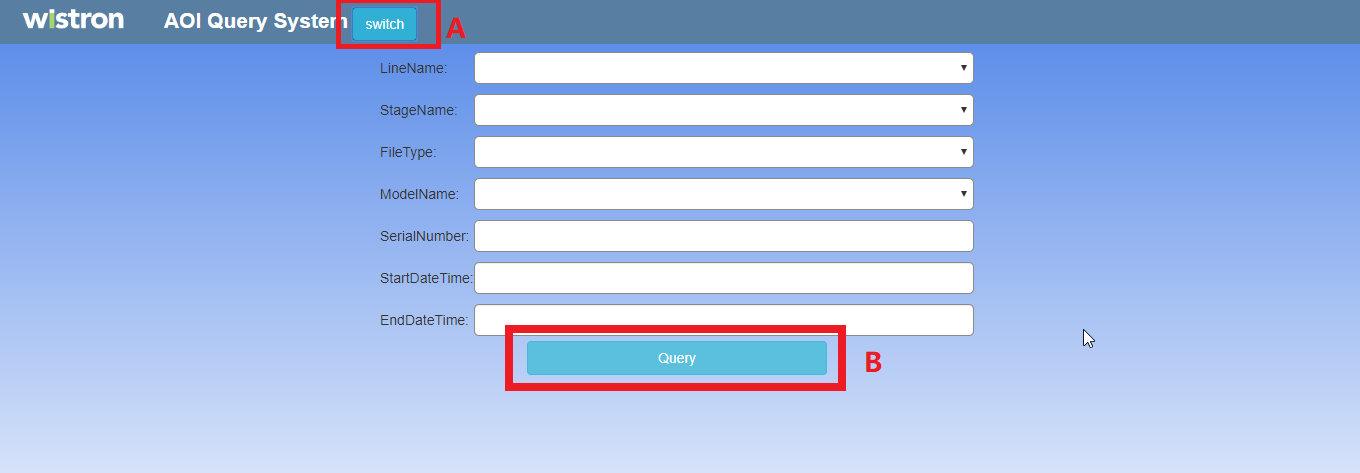 wistron AOI Query System switch A
LineName:
StageName:
FileType:
ModelName:
SerialNumber:
StartDateTime:
EndDateTime:
Query B